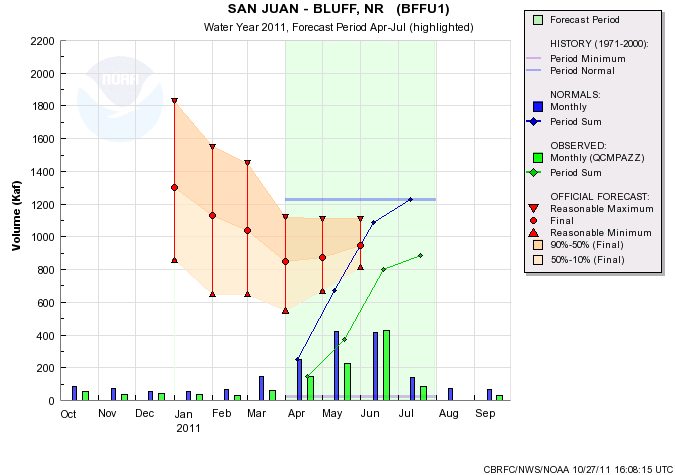 SAN JUAN - BLUFF, NR (BFFU1)
Water Year 2011, Forecast Period Apr-Jul (highlighted)
Volume (Kaf)
2200
2000
1800
1600
1400
1200
1000
800
600
400
200
0
NOAA
Oct Nov Dec Jan Feb Mar Apr May Jun Jul Aug Sep
2011
Forecast Period
HISTORY (1971-2000):
Period Minimum
Period Normal
NORMALS:
Monthly
Period Sum
OBSERVED:
Monthly (QCMPAZZ)
Period Sum
OFFICIAL FORECAST:
Reasonable Maximum
Final
Reasonable Minimum
90%-50% (Final)
50%-10% (Final)
CBRFC/NWS/NOAA 10/27/11 16:08:15 UTC